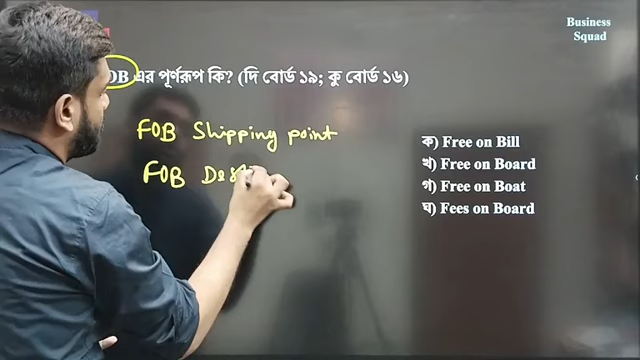 Business
Squad
OB এর পূর্ণরূপ কি? (দি বোর্ড ১৯; কু বোর্ড ১৬)
FOB Shipping point
FOB
ক) Free on Bill
খ) Free on Board
গ) Free on Boat
ঘ) Fees on Board